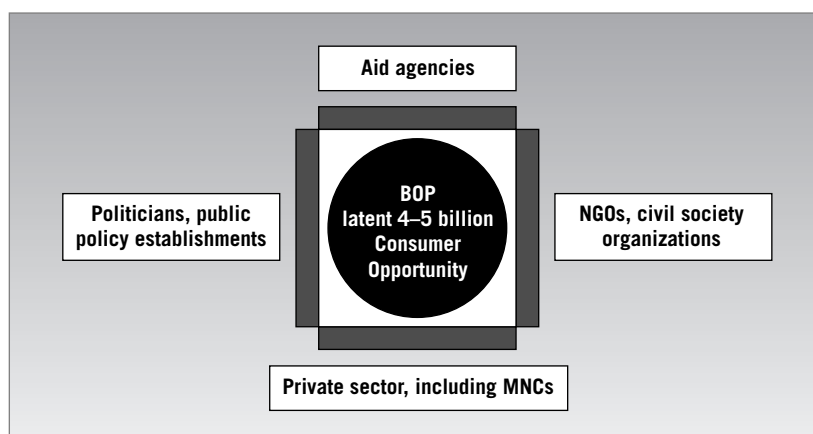 Aid agencies
Politicians, public
policy establishments
BOP
latent 4–5 billion
Consumer
Opportunity
NGOs, civil society
organizations
Private sector, including MNCs